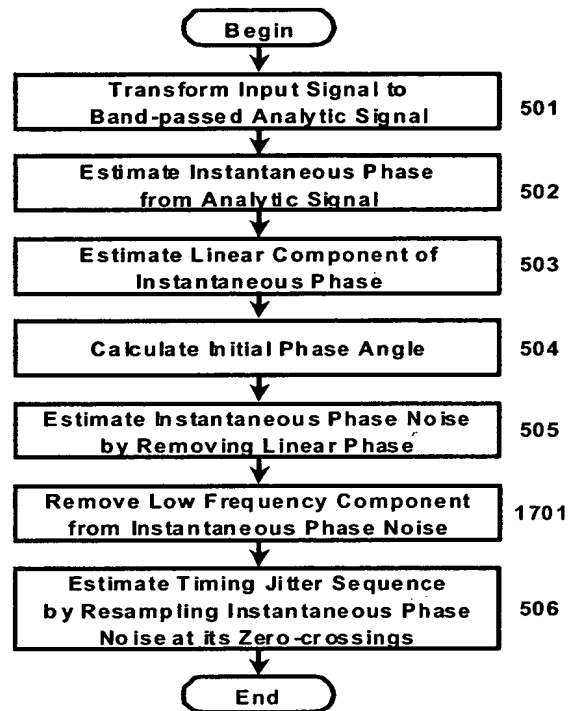 Begin
Transform Input Signal to
Band-passed Analytic Signal
501
Estimate Instantaneous Phase
from Analytic Signal
502
Estimate Linear Component of
Instantaneous Phase
503
Calculate Initial Phase Angle
504
Estimate Instantaneous Phase Noise
by Removing Linear Phase
505
Remove Low Frequency Component
from Instantaneous Phase Noise
1701
Estimate Timing Jitter Sequence
by Resampling Instantaneous Phase
Noise at its Zero-crossings
506
End